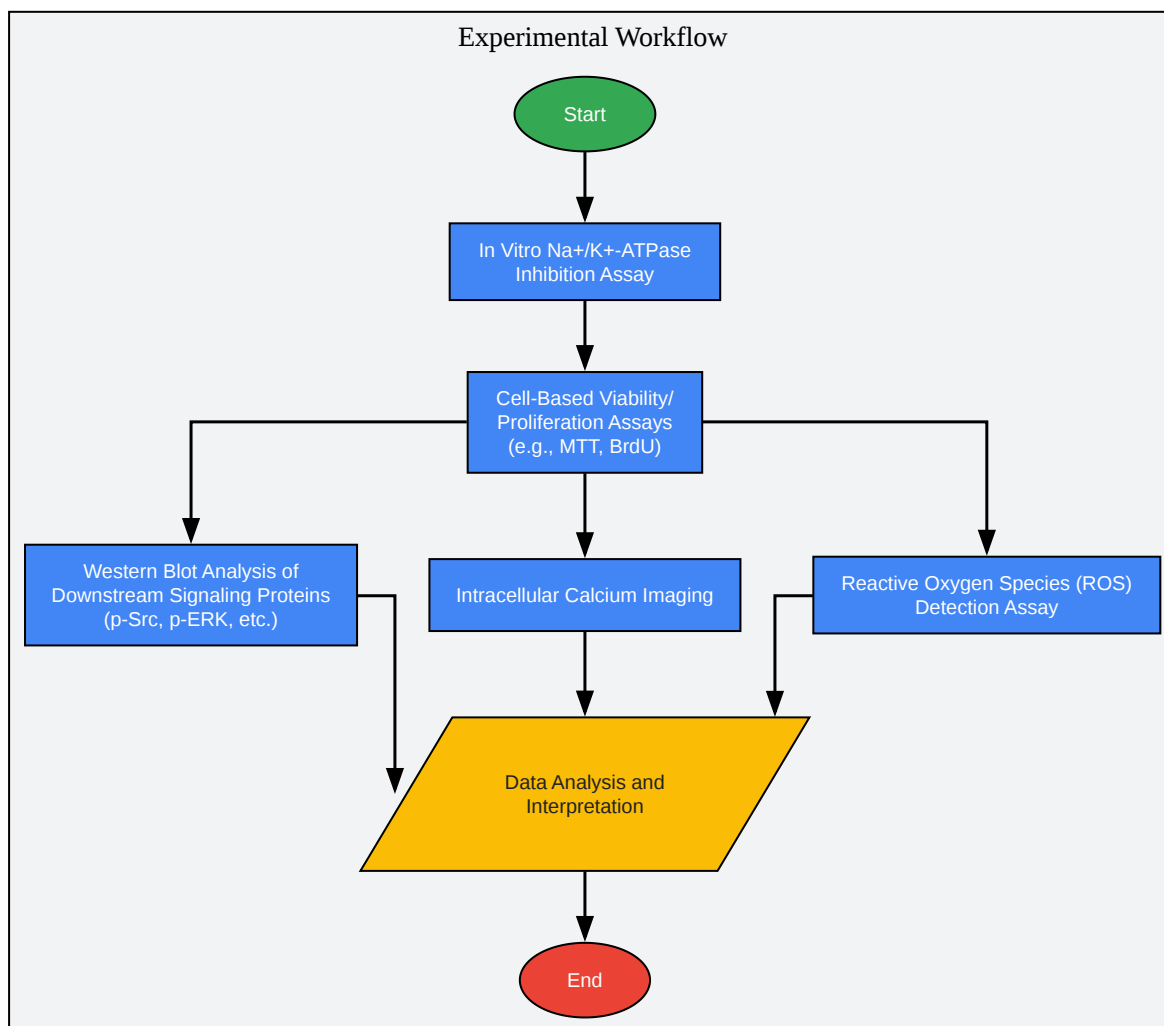 Experimental Workflow
Start
In Vitro Na+/K+-ATPase
Inhibition Assay
Cell-Based Viability/
Proliferation Assays
(e.g., MTT, BrdU)
Western Blot Analysis of
Downstream Signaling Proteins
(p-Src, p-ERK, etc.)
Intracellular Calcium Imaging
Reactive Oxygen Species (ROS)
Detection Assay
Data Analysis and
Interpretation
End